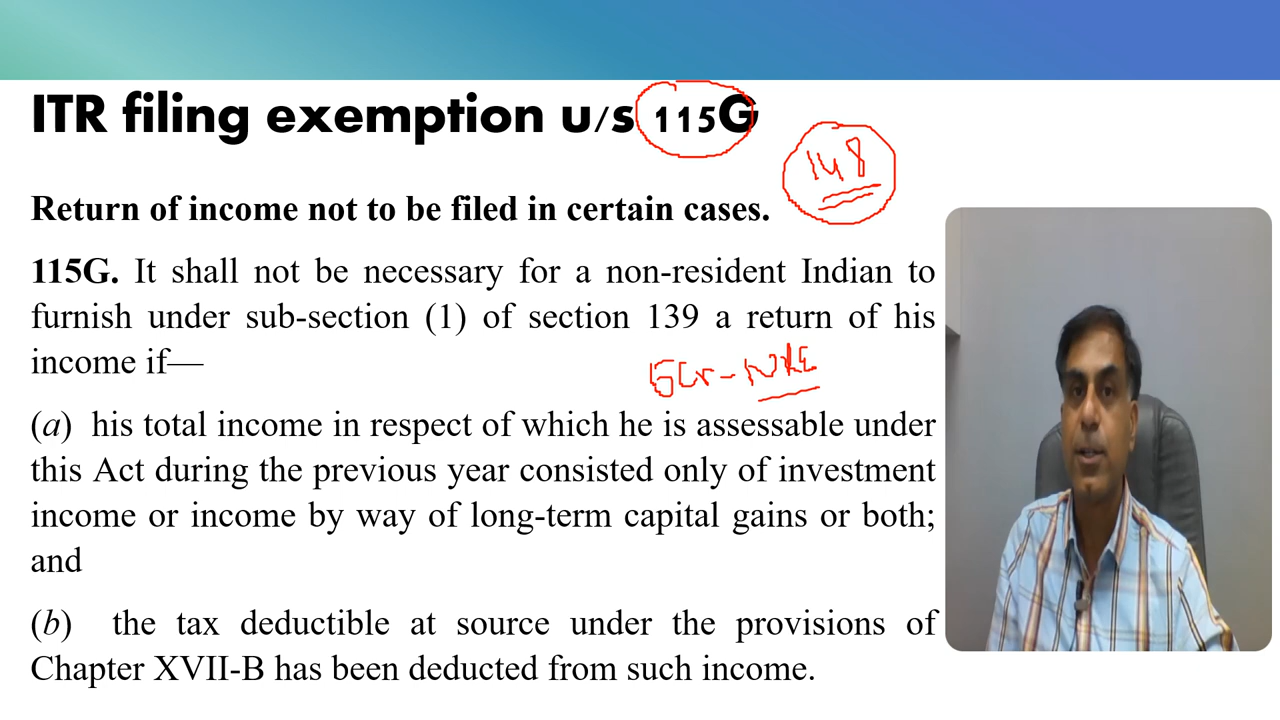 ITR filing exemption u/s 115G
148
Return of income not to be filed in certain cases.
115G. It shall not be necessary for a non-resident Indian to
furnish under sub-section (1) of section 139 a return of his
income if—
5Cr-NRE
(a) his total income in respect of which he is assessable under
this Act during the previous year consisted only of investment
income or income by way of long-term capital gains or both;
and
(b) the tax deductible at source under the provisions of
Chapter XVII-B has been deducted from such income.